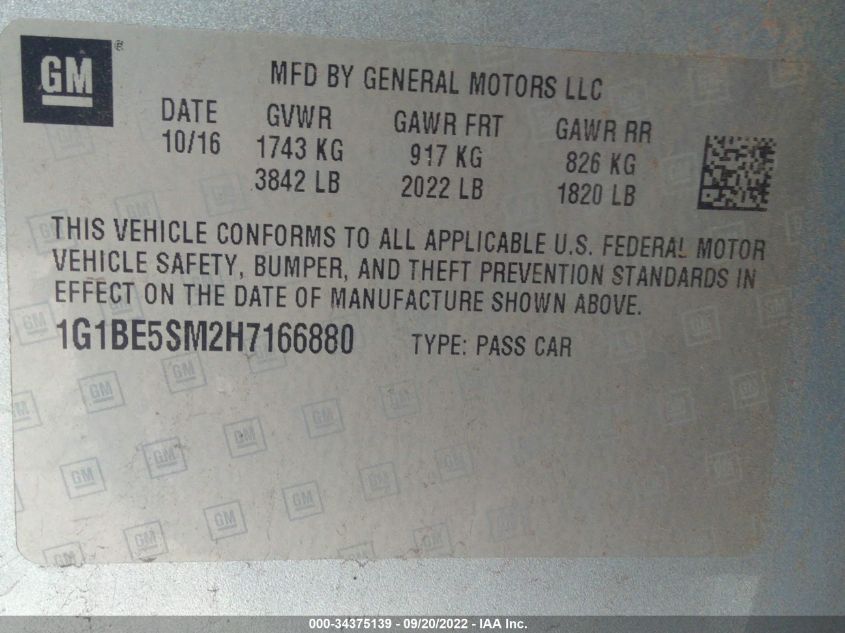 GM ®
MFD BY GENERAL MOTORS LLC
DATE GVWR GAWR FRT GAWR RR
10/16 1743 KG 917 KG 826 KG
3842 LB 2022 LB 1820 LB
THIS VEHICLE CONFORMS TO ALL APPLICABLE U.S. FEDERAL MOTOR
VEHICLE SAFETY, BUMPER, AND THEFT PREVENTION STANDARDS IN
EFFECT ON THE DATE OF MANUFACTURE SHOWN ABOVE.
1G1BE5SM2H7166880 TYPE: PASS CAR
000-34375139 - 09/20/2022 - IAA Inc.